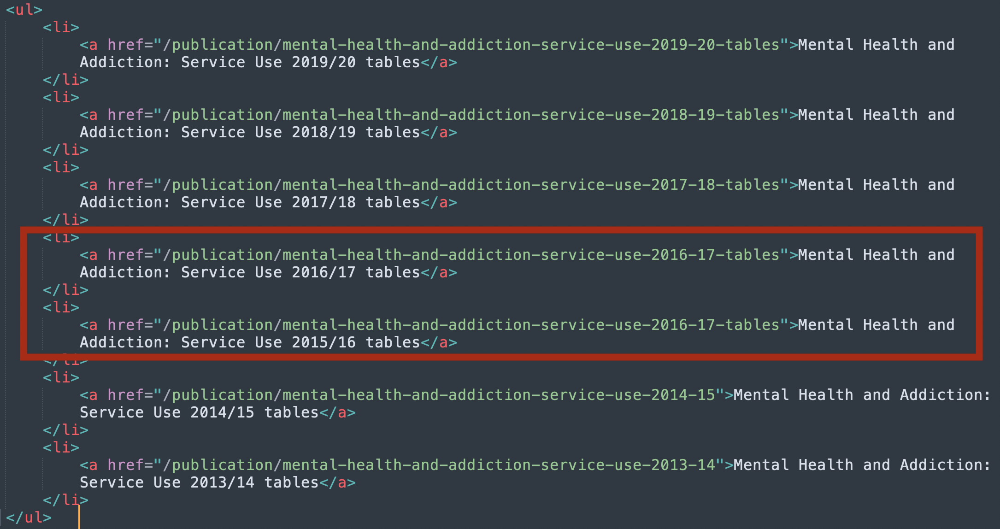 <ul>
<li>
<a href="/publication/mental-health-and-addiction-service-use-2019-20-tables">Mental Health and
Addiction: Service Use 2019/20 tables</a>
</li>
<li>
<a href="/publication/mental-health-and-addiction-service-use-2018-19-tables">Mental Health and
Addiction: Service Use 2018/19 tables</a>
</li>
<li>
<a href="/publication/mental-health-and-addiction-service-use-2017-18-tables">Mental Health and
Addiction: Service Use 2017/18 tables</a>
</li>
<li>
<a href="/publication/mental-health-and-addiction-service-use-2016-17-tables">Mental Health and
Addiction: Service Use 2016/17 tables</a>
</li>
<li>
<a href="/publication/mental-health-and-addiction-service-use-2016-17-tables">Mental Health and
Addiction: Service Use 2015/16 tables</a>
</li>
<li>
<a href="/publication/mental-health-and-addiction-service-use-2014-15">Mental Health and Addiction:
Service Use 2014/15 tables</a>
</li>
<li>
<a href="/publication/mental-health-and-addiction-service-use-2013-14">Mental Health and Addiction:
Service Use 2013/14 tables</a>
</li>
</ul>